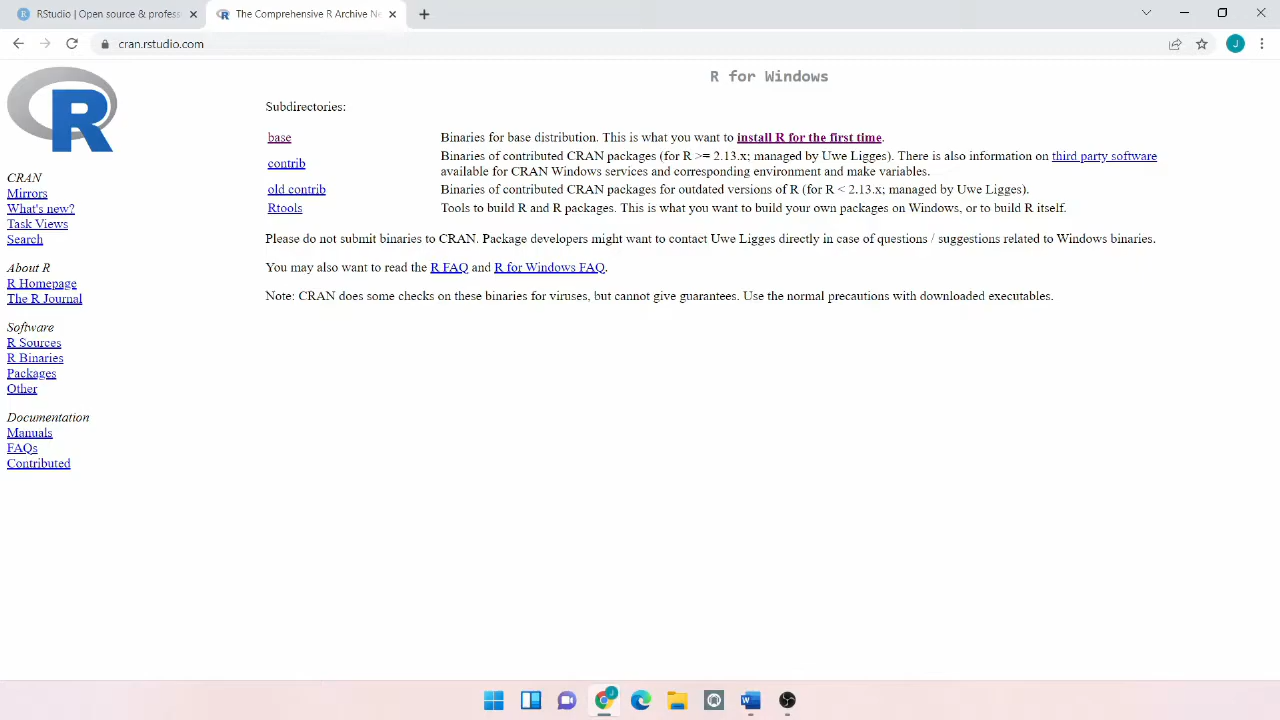 RStudio | Open source & profess
The Comprehensive R Archive Ne
cran.rstudio.com
J
R
CRAN
Mirrors
What's new?
Task Views
Search
About R
R Homepage
The R Journal
Software
R Sources
R Binaries
Packages
Other
Documentation
Manuals
FAQs
Contributed
R for Windows
Subdirectories:
base Binaries for base distribution. This is what you want to install R for the first time.
contrib Binaries of contributed CRAN packages (for R >= 2.13.x; managed by Uwe Ligges). There is also information on third party software
available for CRAN Windows services and corresponding environment and make variables.
old contrib Binaries of contributed CRAN packages for outdated versions of R (for R < 2.13.x; managed by Uwe Ligges).
Rtools Tools to build R and R packages. This is what you want to build your own packages on Windows, or to build R itself.
Please do not submit binaries to CRAN. Package developers might want to contact Uwe Ligges directly in case of questions / suggestions related to Windows binaries.
You may also want to read the R FAQ and R for Windows FAQ.
Note: CRAN does some checks on these binaries for viruses, but cannot give guarantees. Use the normal precautions with downloaded executables.